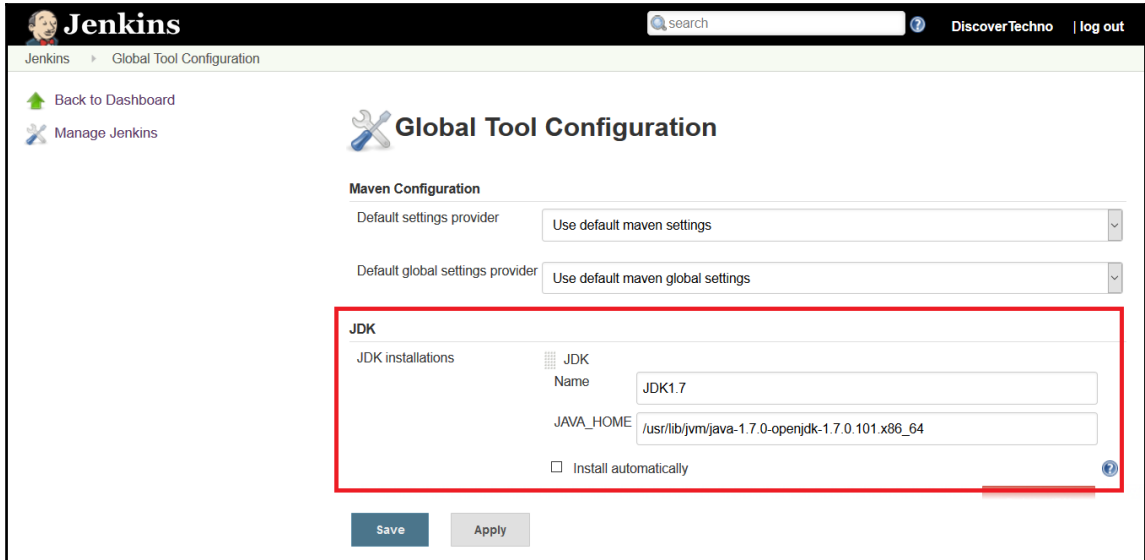 Jenkins
search
DiscoverTechno | log out
Jenkins Global Tool Configuration
Back to Dashboard
Manage Jenkins
Global Tool Configuration
Maven Configuration
Default settings provider
Use default maven settings
Default global settings provider
Use default maven global settings
JDK
JDK installations
JDK
Name
JDK1.7
JAVA_HOME
/usr/lib/jvm/java-1.7.0-openjdk-1.7.0.101.x86_64
Install automatically
Save
Apply